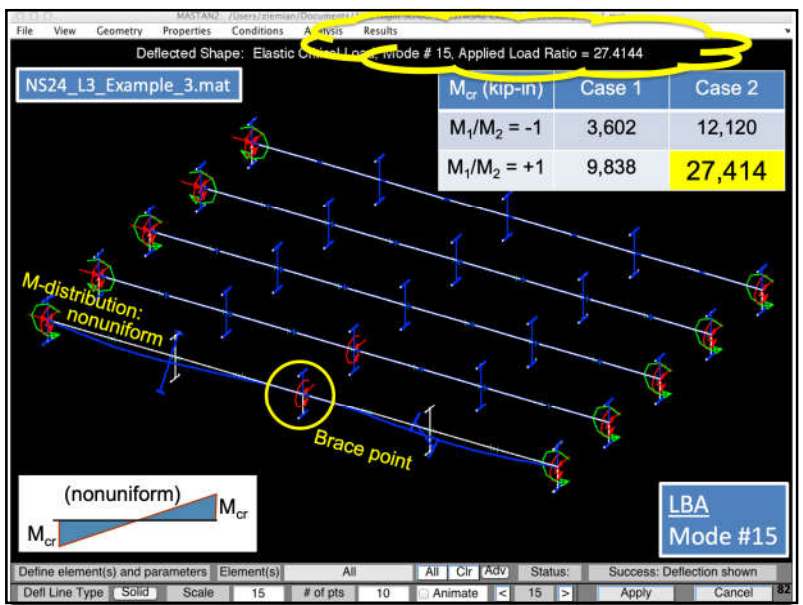 MASTAN2: /Users/ziemian/Document
File View Geometry Properties Conditions Analysis Results
Deflected Shape: Elastic Critical Load, Mode # 15, Applied Load Ratio = 27.4144
NS24_L3_Example_3.mat
Mcr (kip-in) Case 1 Case 2
M1/M2 = -1 3,602 12,120
M1/M2 = +1 9,838 27,414
M-distribution:
nonuniform
Brace point
(nonuniform)
Mcr
Mcr
LBA
Mode #15
Define element(s) and parameters Element(s) All All Clr Adv Status: Success: Deflection shown
Defl Line Type Solid Scale 15 # of pts 10 Animate < 15 > Apply Cancel 82